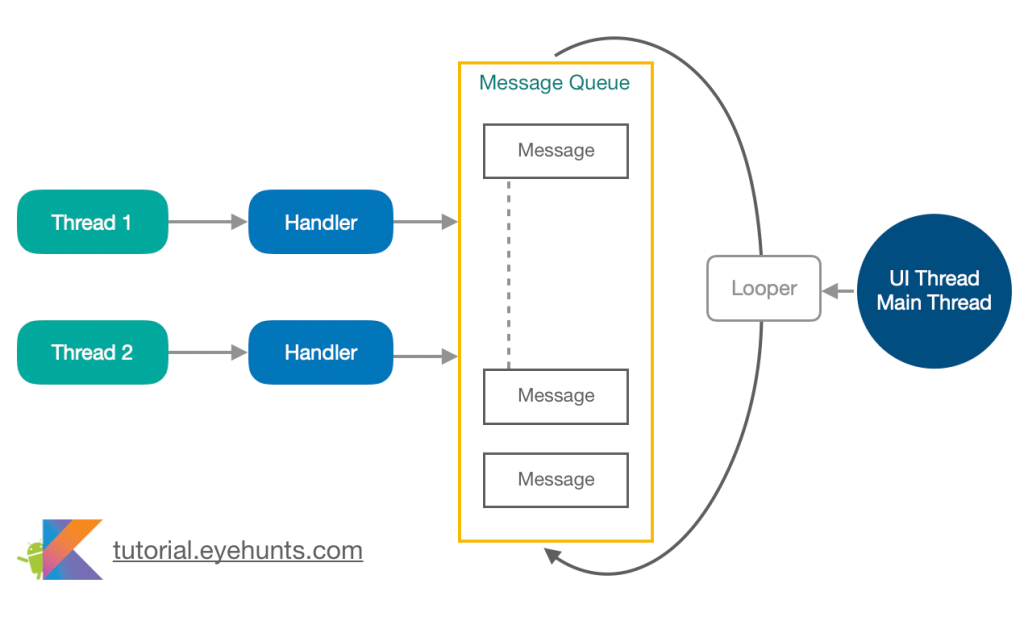 Message Queue
Message
Thread 1
Handler
Looper
UI Thread
Main Thread
Thread 2
Handler
Message
Message
tutorial.eyehunts.com